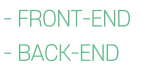 - FRONT-END
- BACK-END